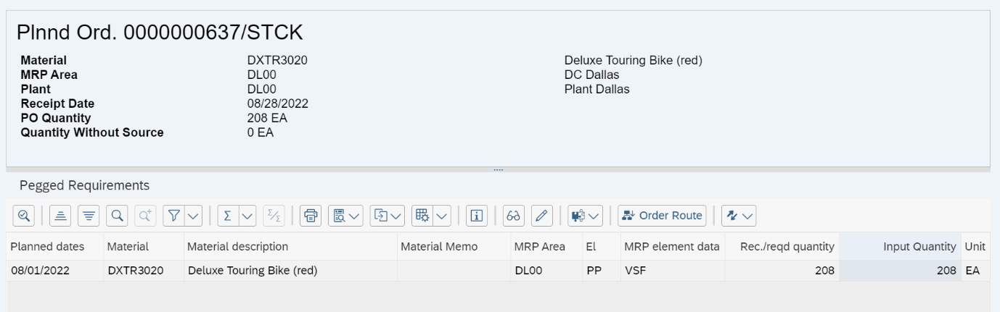 Plnnd Ord. 0000000637/STCK
Material DXTR3020 Deluxe Touring Bike (red)
MRP Area DL00 DC Dallas
Plant DL00 Plant Dallas
Receipt Date 08/28/2022
PO Quantity 208 EA
Quantity Without Source 0 EA
Pegged Requirements
Order Route
Planned dates Material Material description Material Memo MRP Area El MRP element data Rec./reqd quantity Input Quantity Unit
08/01/2022 DXTR3020 Deluxe Touring Bike (red) DL00 PP VSF 208 208 EA